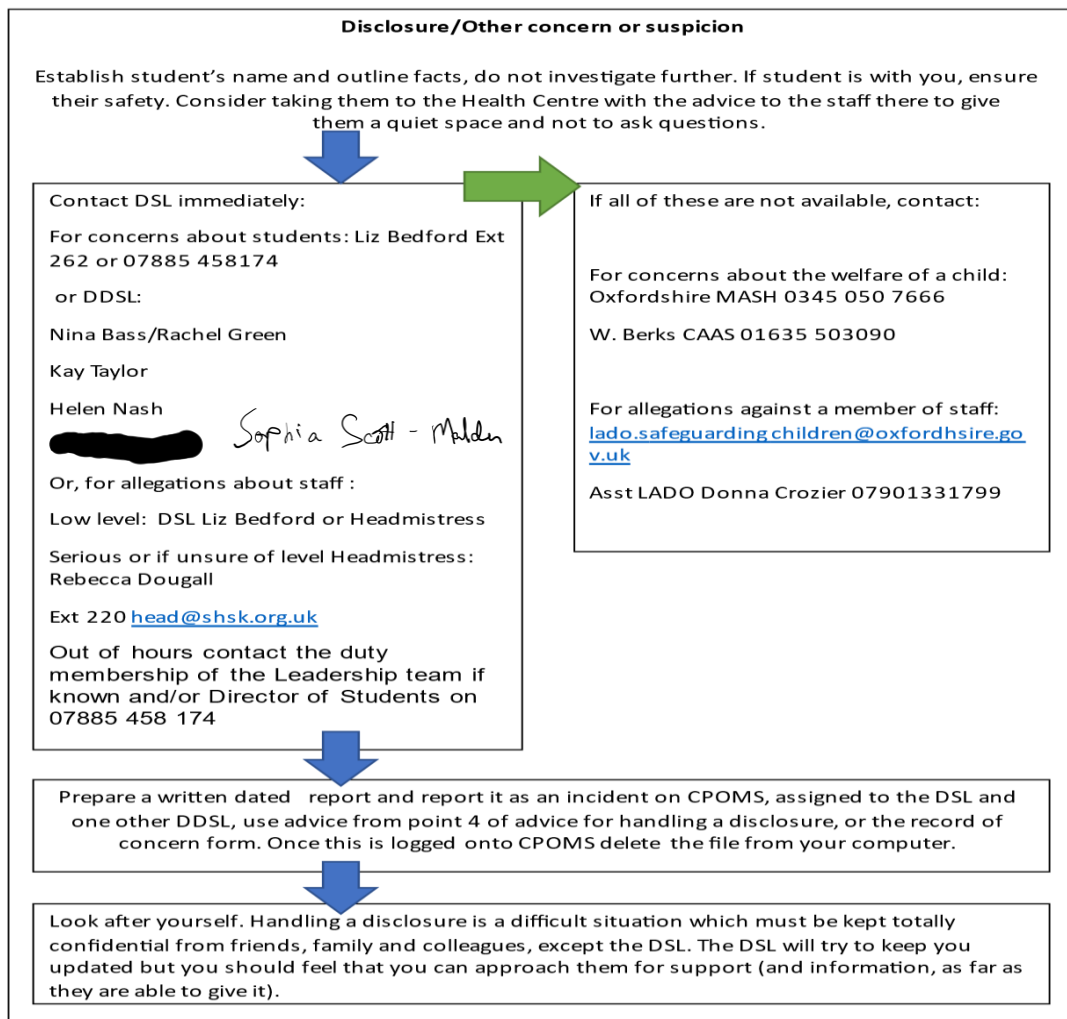 Disclosure/Other concern or suspicion
Establish student's name and outline facts, do not investigate further. If student is with you, ensure
their safety. Consider taking them to the Health Centre with the advice to the staff there to give
them a quiet space and not to ask questions.
Contact DSL immediately:
For concerns about students: Liz Bedford Ext
262 or 07885 458174
or DDSL:
Nina Bass/Rachel Green
Kay Taylor
Helen Nash
Sophia Scott - Malden
Or, for allegations about staff :
Low level: DSL Liz Bedford or Headmistress
Serious or if unsure of level Headmistress:
Rebecca Dougall
Ext 220 head@shsk.org.uk
Out of hours contact the duty
membership of the Leadership team if
known and/or Director of Students on
07885 458 174
If all of these are not available, contact:
For concerns about the welfare of a child:
Oxfordshire MASH 0345 050 7666
W. Berks CAAS 01635 503090
For allegations against a member of staff:
lado.safeguarding children@oxfordhsire.go
v.uk
Asst LADO Donna Crozier 07901331799
Prepare a written dated report and report it as an incident on CPOMS, assigned to the DSL and
one other DDSL, use advice from point 4 of advice for handling a disclosure, or the record of
concern form. Once this is logged onto CPOMS delete the file from your computer.
Look after yourself. Handling a disclosure is a difficult situation which must be kept totally
confidential from friends, family and colleagues, except the DSL. The DSL will try to keep you
updated but you should feel that you can approach them for support (and information, as far as
they are able to give it).